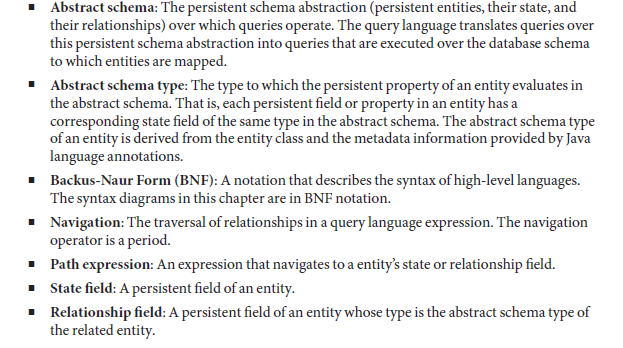 ▪ Abstract schema: The persistent schema abstraction (persistent entities, their state, and
their relationships) over which queries operate. The query language translates queries over
this persistent schema abstraction into queries that are executed over the database schema
to which entities are mapped.
▪ Abstract schema type: The type to which the persistent property of an entity evaluates in
the abstract schema. That is, each persistent field or property in an entity has a
corresponding state field of the same type in the abstract schema. The abstract schema type
of an entity is derived from the entity class and the metadata information provided by Java
language annotations.
▪ Backus-Naur Form (BNF): A notation that describes the syntax of high-level languages.
The syntax diagrams in this chapter are in BNF notation.
▪ Navigation: The traversal of relationships in a query language expression. The navigation
operator is a period.
▪ Path expression: An expression that navigates to a entity's state or relationship field.
▪ State field: A persistent field of an entity.
▪ Relationship field: A persistent field of an entity whose type is the abstract schema type of
the related entity.